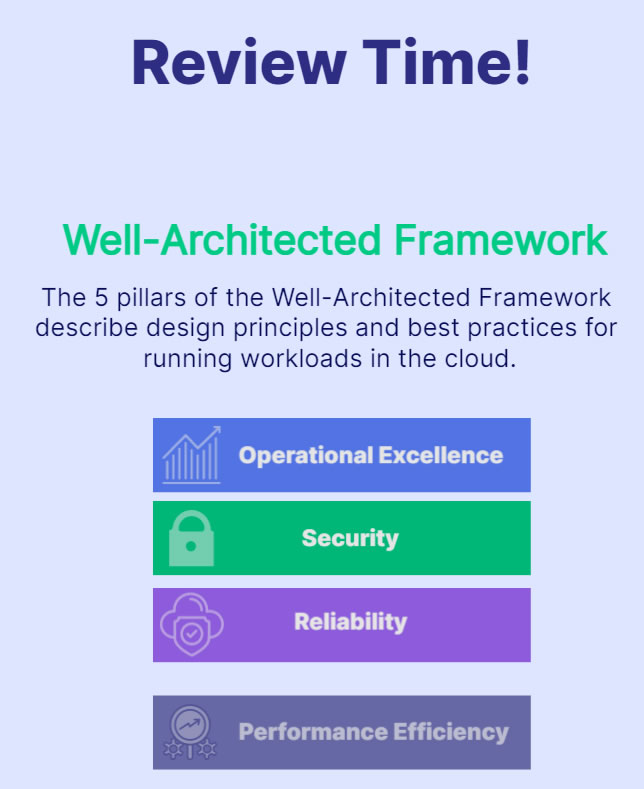 Review Time!
Well-Architected Framework
The 5 pillars of the Well-Architected Framework
describe design principles and best practices for
running workloads in the cloud.
Operational Excellence
Security
Reliability
Performance Efficiency